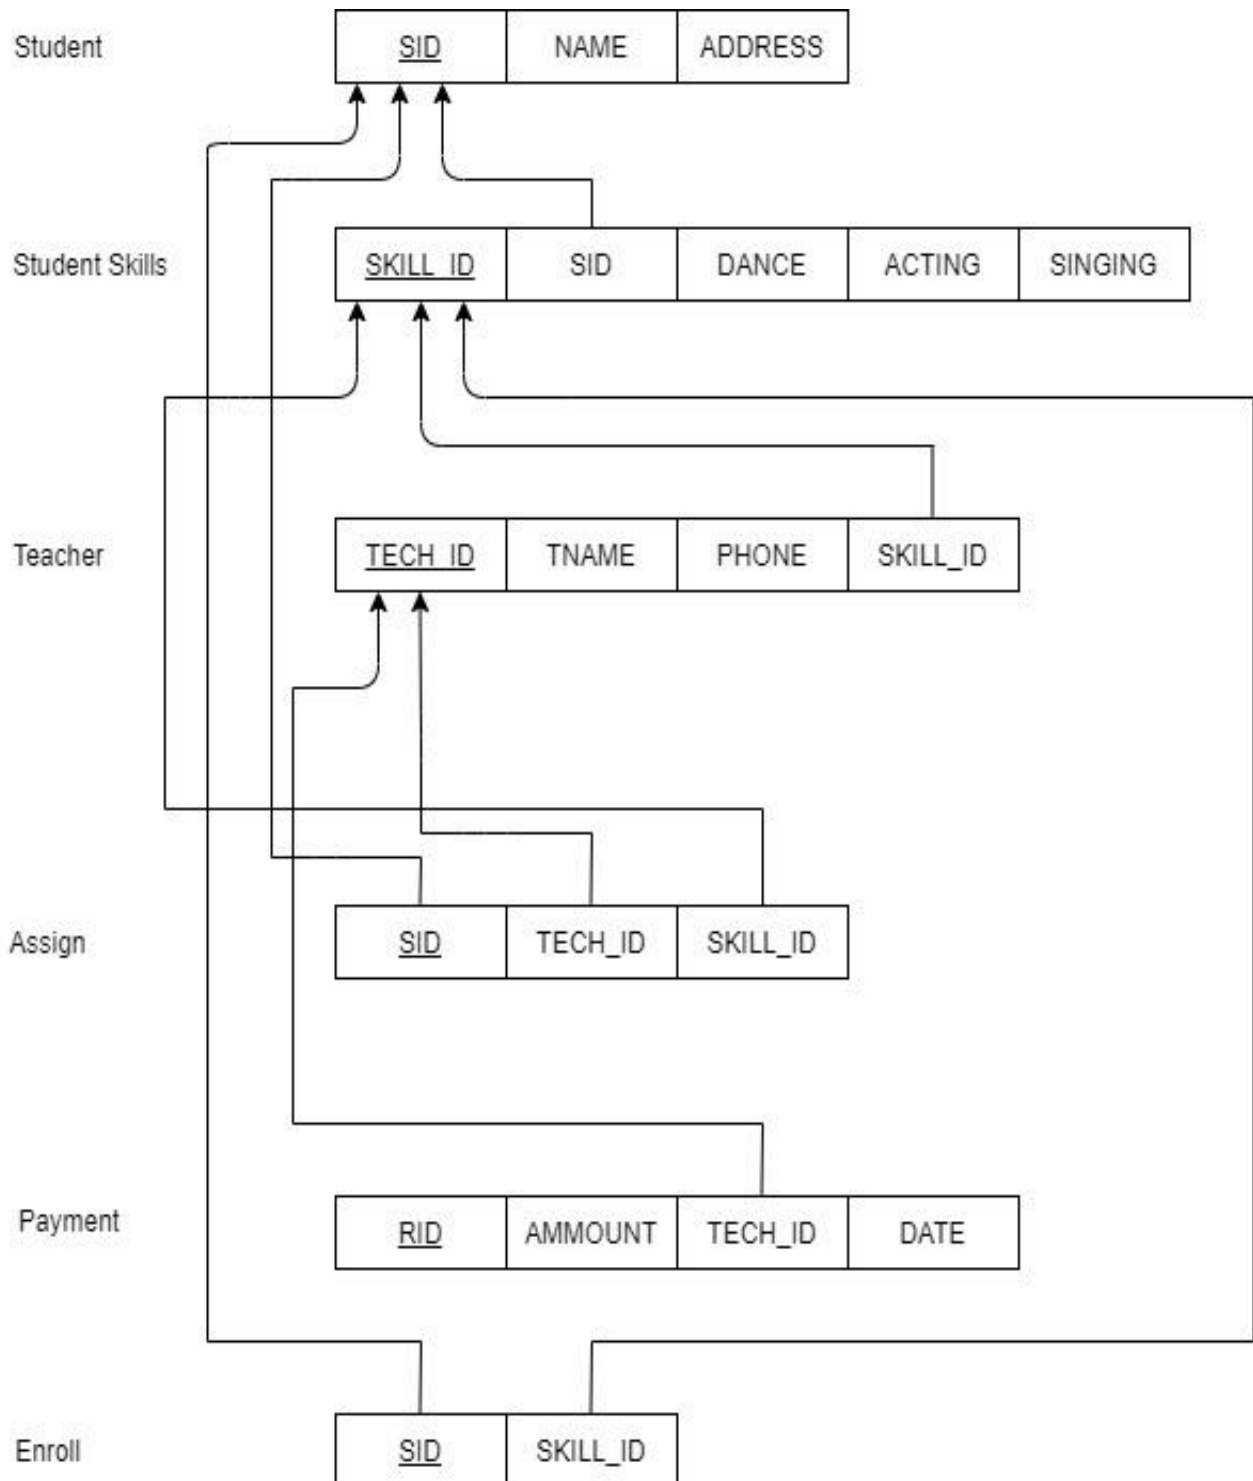 Student SID NAME ADDRESS
Student Skills SKILL_ID SID DANCE ACTING SINGING
Teacher TECH_ID TNAME PHONE SKILL_ID
Assign SID TECH_ID SKILL_ID
Payment RID AMMOUNT TECH_ID DATE
Enroll SID SKILL_ID